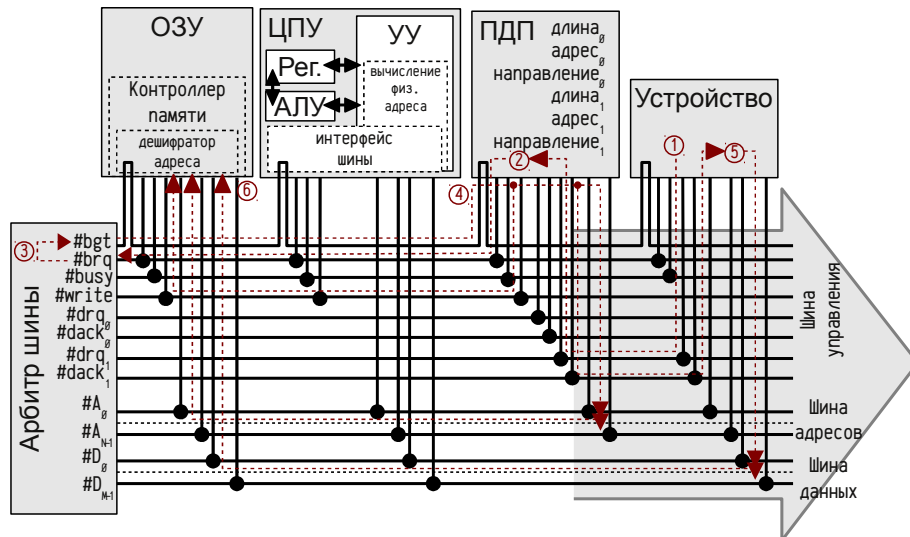 ОЗУ
Контроллер
памяти
дешифратор
адреса
ЦПУ
УУ
Рег.
АЛУ
вычисление
физ.
адреса
интерфейс
шины
ПДП
длина₀
адрес₀
направление₀
длина₁
адрес₁
направление₁
Устройство
①
②
③
④
⑤
⑥
Арбитр шины
#bgt
#brq
#busy
#write
#drq₀
#dack₀
#drq₁
#dack₁
#A₀
#Aₙ₋₁
#D₀
#Dₘ₋₁
Шина
управления
Шина
адресов
Шина
данных